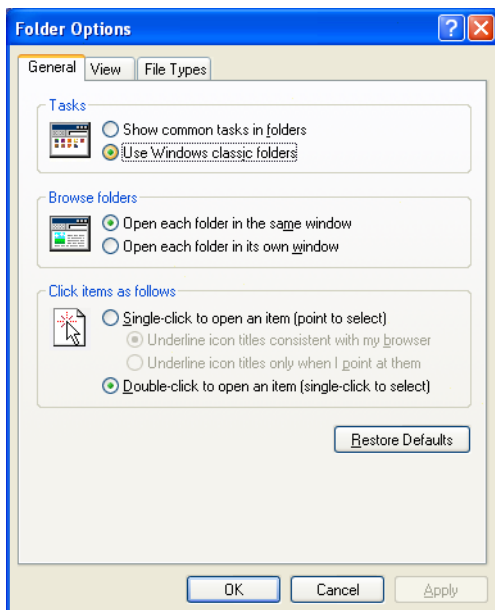 Folder Options
General View File Types
Tasks
Show common tasks in folders
Use Windows classic folders
Browse folders
Open each folder in the same window
Open each folder in its own window
Click items as follows
Single-click to open an item (point to select)
Underline icon titles consistent with my browser
Underline icon titles only when I point at them
Double-click to open an item (single-click to select)
Restore Defaults
OK Cancel Apply